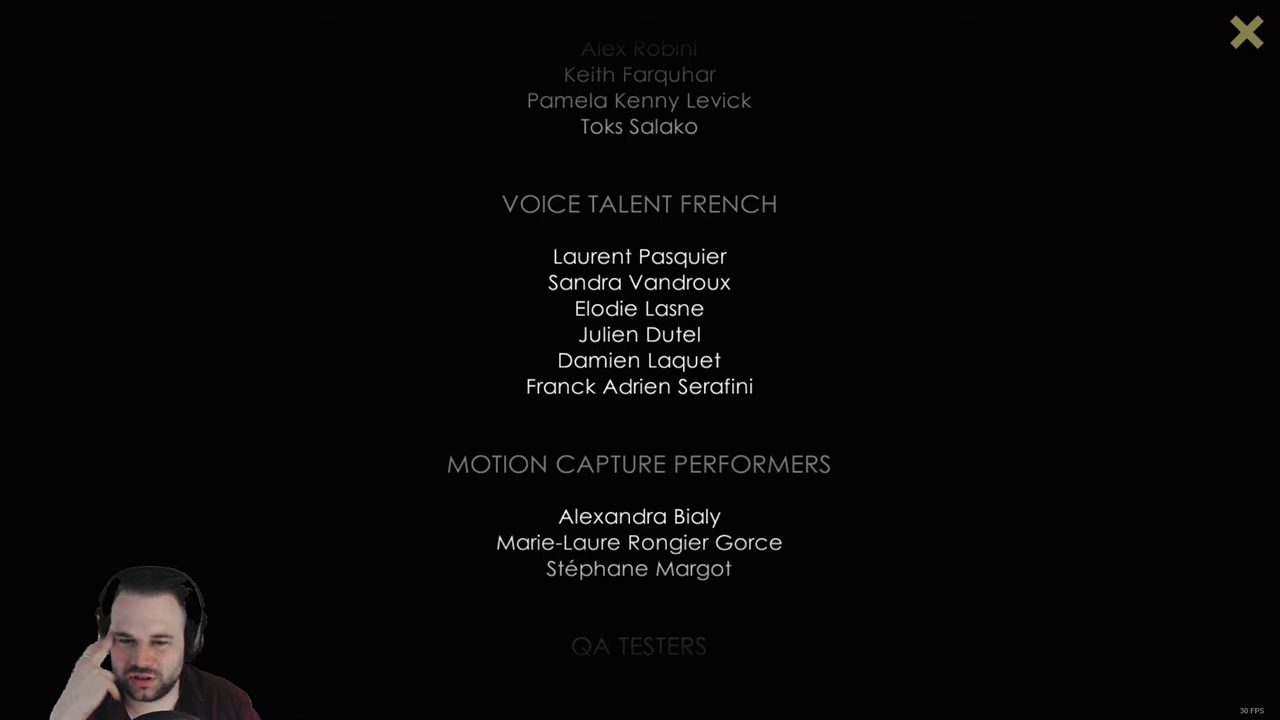 Alex Robini
Keith Farquhar
Pamela Kenny Levick
Toks Salako
VOICE TALENT FRENCH
Laurent Pasquier
Sandra Vandroux
Elodie Lasne
Julien Dutel
Damien Laquet
Franck Adrien Serafini
MOTION CAPTURE PERFORMERS
Alexandra Bialy
Marie-Laure Rongier Gorce
Stéphane Margot
QA TESTERS
30 FPS